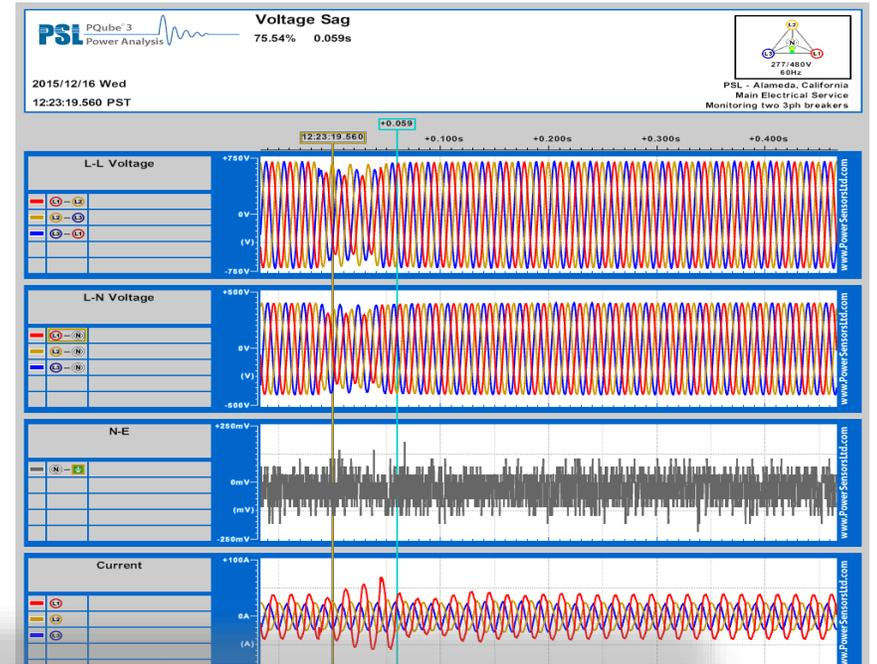 PSL PQube® 3
Power Analysis
Voltage Sag
75.54% 0.059s
2015/12/16 Wed
12:23:19.560 PST
L2
N
L3 L1
277/480V
60Hz
PSL - Alameda, California
Main Electrical Service
Monitoring two 3ph breakers
12:23:19.560
+0.059
+0.100s +0.200s +0.300s +0.400s
L-L Voltage
L1 - L2
L2 - L3
L3 - L1
+750V
0V
(V)
-750V
www.PowerSensorsLtd.com
L-N Voltage
L1 - N
L2 - N
L3 - N
+500V
0V
(V)
-500V
www.PowerSensorsLtd.com
N-E
N -
+250mV
0mV
(mV)
-250mV
www.PowerSensorsLtd.com
Current
L1
L2
L3
+100A
0A
(A)
www.PowerSensorsLtd.com